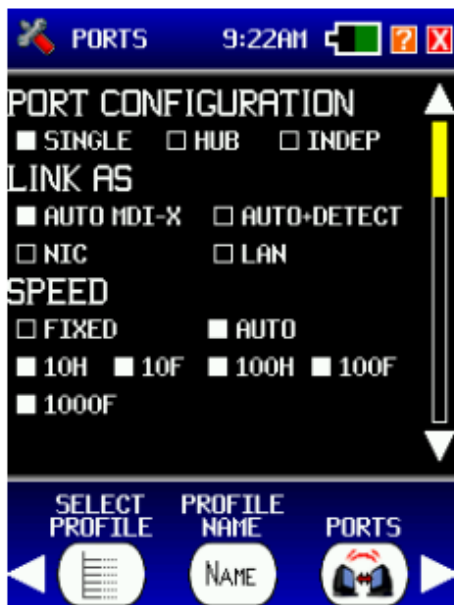 PORTS 9:22AM ? X
PORT CONFIGURATION
SINGLE HUB INDEP
LINK AS
AUTO MDI-X AUTO+DETECT
NIC LAN
SPEED
FIXED AUTO
10H 10F 100H 100F
1000F
SELECT PROFILE PORTS
PROFILE NAME
NAME